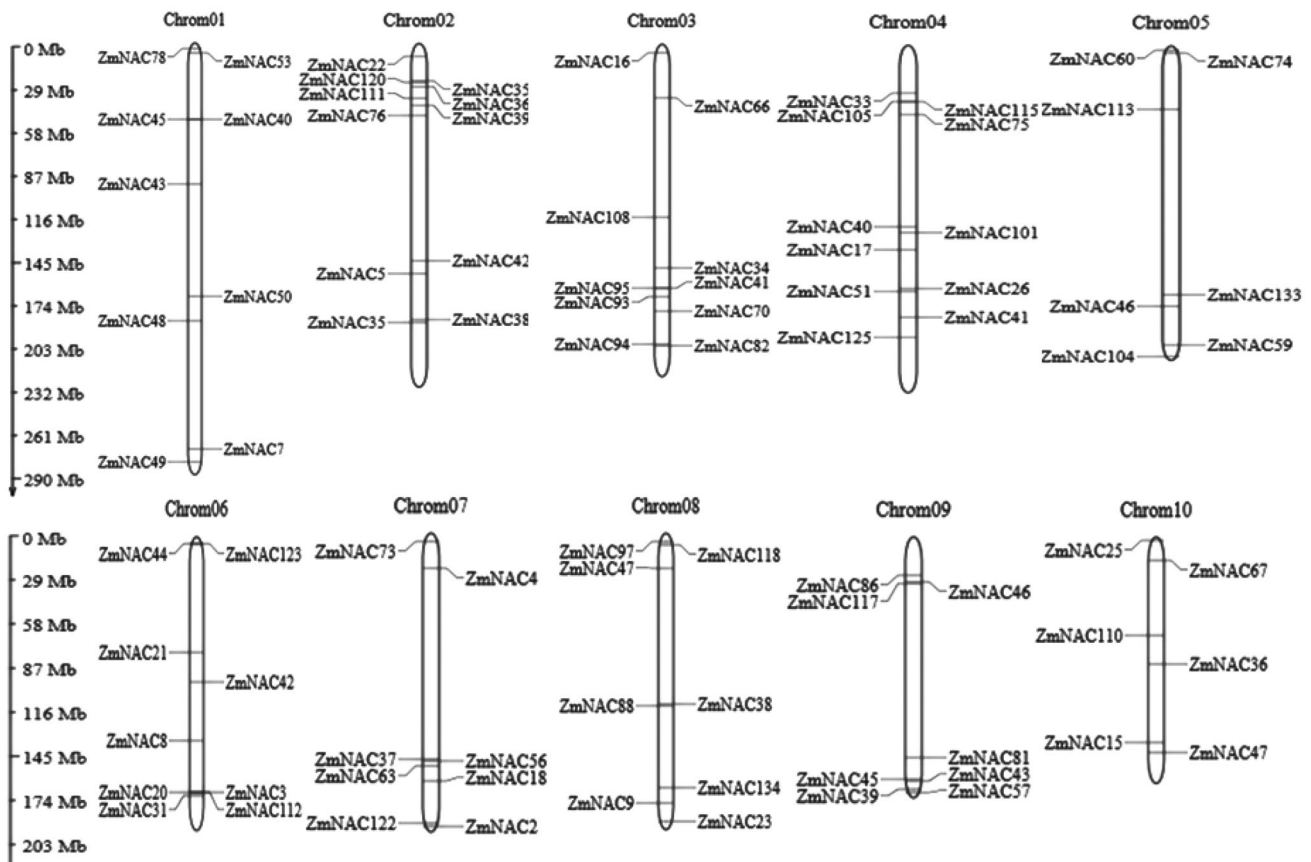 Chrom01
Chrom02
Chrom03
Chrom04
Chrom05
0 Mb
29 Mb
58 Mb
87 Mb
116 Mb
145 Mb
174 Mb
203 Mb
232 Mb
261 Mb
290 Mb
ZmNAC78
ZmNAC53
ZmNAC45
ZmNAC40
ZmNAC43
ZmNAC50
ZmNAC48
ZmNAC7
ZmNAC49
ZmNAC22
ZmNAC120
ZmNAC35
ZmNAC111
ZmNAC36
ZmNAC76
ZmNAC39
ZmNAC42
ZmNAC5
ZmNAC38
ZmNAC35
ZmNAC16
ZmNAC66
ZmNAC108
ZmNAC34
ZmNAC95
ZmNAC41
ZmNAC93
ZmNAC70
ZmNAC94
ZmNAC82
ZmNAC33
ZmNAC115
ZmNAC105
ZmNAC75
ZmNAC40
ZmNAC101
ZmNAC17
ZmNAC26
ZmNAC51
ZmNAC41
ZmNAC125
ZmNAC60
ZmNAC74
ZmNAC113
ZmNAC133
ZmNAC46
ZmNAC59
ZmNAC104
Chrom06
Chrom07
Chrom08
Chrom09
Chrom10
0 Mb
29 Mb
58 Mb
87 Mb
116 Mb
145 Mb
174 Mb
203 Mb
ZmNAC44
ZmNAC123
ZmNAC21
ZmNAC42
ZmNAC8
ZmNAC20
ZmNAC3
ZmNAC31
ZmNAC112
ZmNAC73
ZmNAC4
ZmNAC37
ZmNAC56
ZmNAC63
ZmNAC18
ZmNAC122
ZmNAC2
ZmNAC97
ZmNAC118
ZmNAC47
ZmNAC88
ZmNAC38
ZmNAC134
ZmNAC9
ZmNAC23
ZmNAC86
ZmNAC46
ZmNAC117
ZmNAC81
ZmNAC45
ZmNAC43
ZmNAC39
ZmNAC57
ZmNAC25
ZmNAC67
ZmNAC110
ZmNAC36
ZmNAC15
ZmNAC47